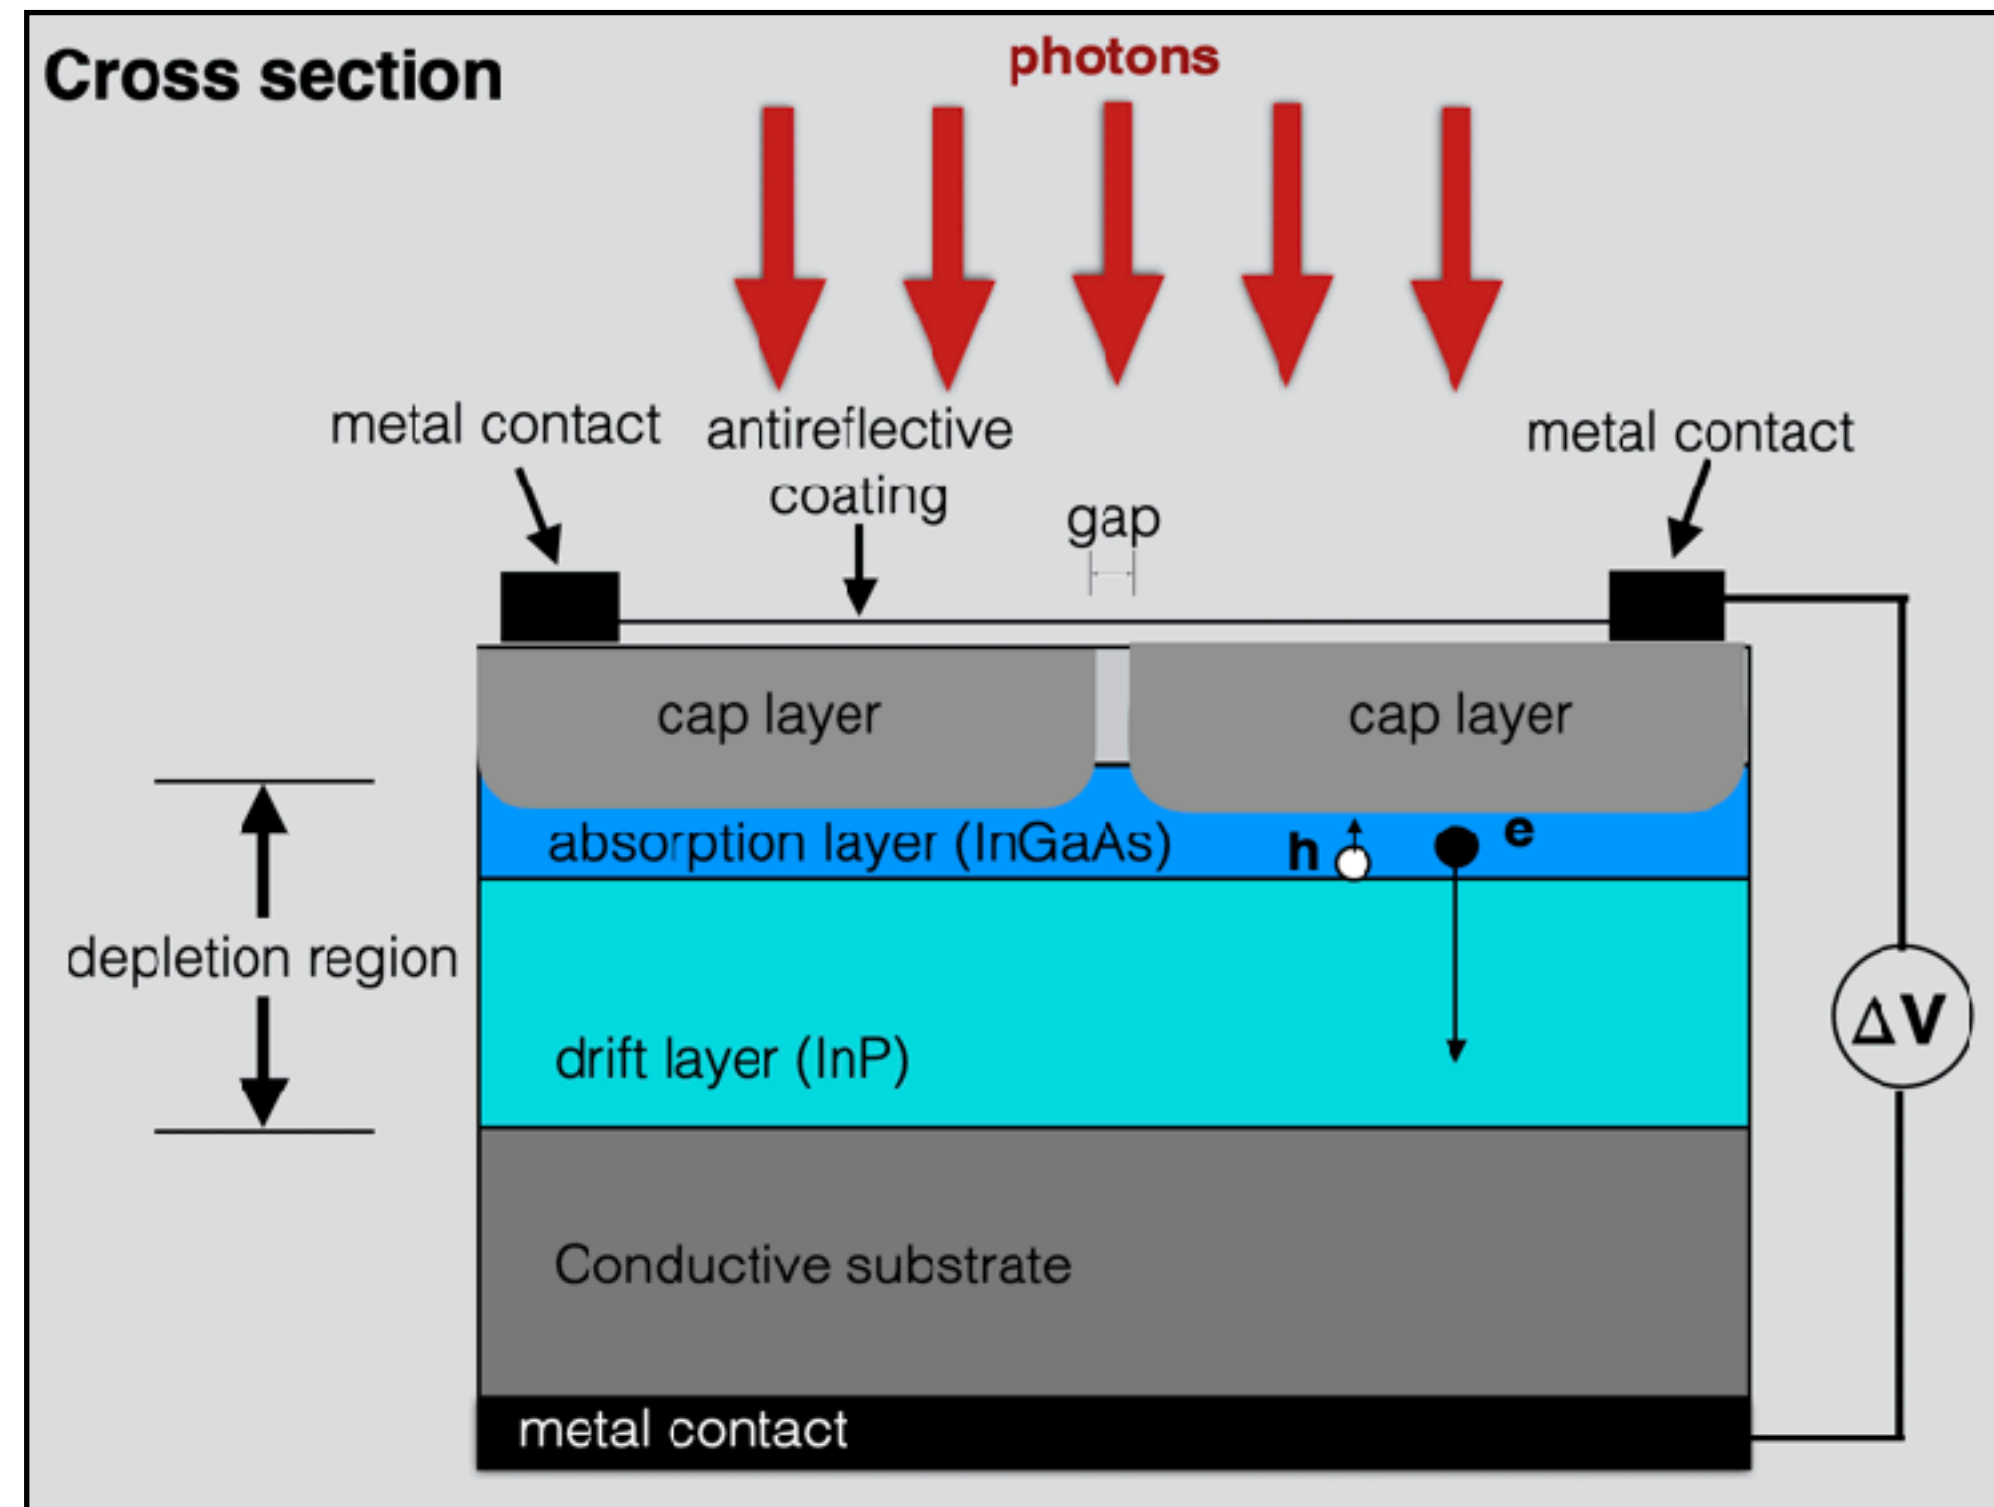 Cross section
photons
metal contact
antireflective
coating
gap
metal contact
cap layer
cap layer
absorption layer (InGaAs)
h
e
depletion region
drift layer (InP)
ΔV
Conductive substrate
metal contact